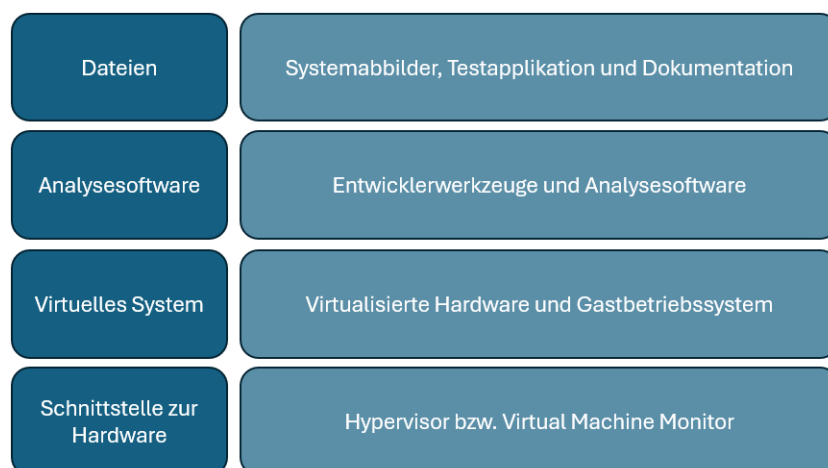 Dateien
Systemabbilder, Testapplikation und Dokumentation
Analysesoftware
Entwicklerwerkzeuge und Analysesoftware
Virtuelles System
Virtualisierte Hardware und Gastbetriebssystem
Schnittstelle zur
Hardware
Hypervisor bzw. Virtual Machine Monitor